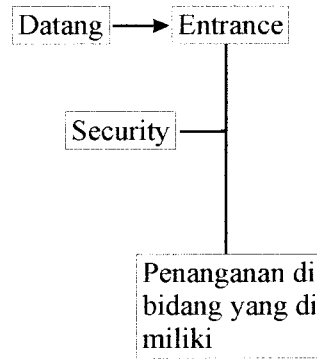 Datang
Entrance
Security
Penanganan di
bidang yang di
miliki